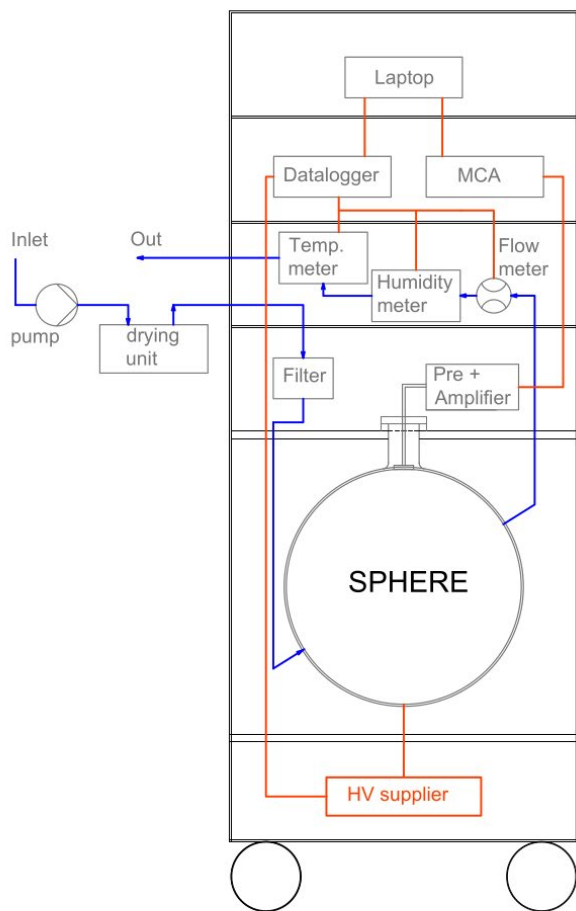 Laptop
Datalogger
MCA
Inlet
Out
Temp.
meter
Flow
meter
Humidity
meter
pump
drying
unit
Filter
Pre +
Amplifier
SPHERE
HV supplier